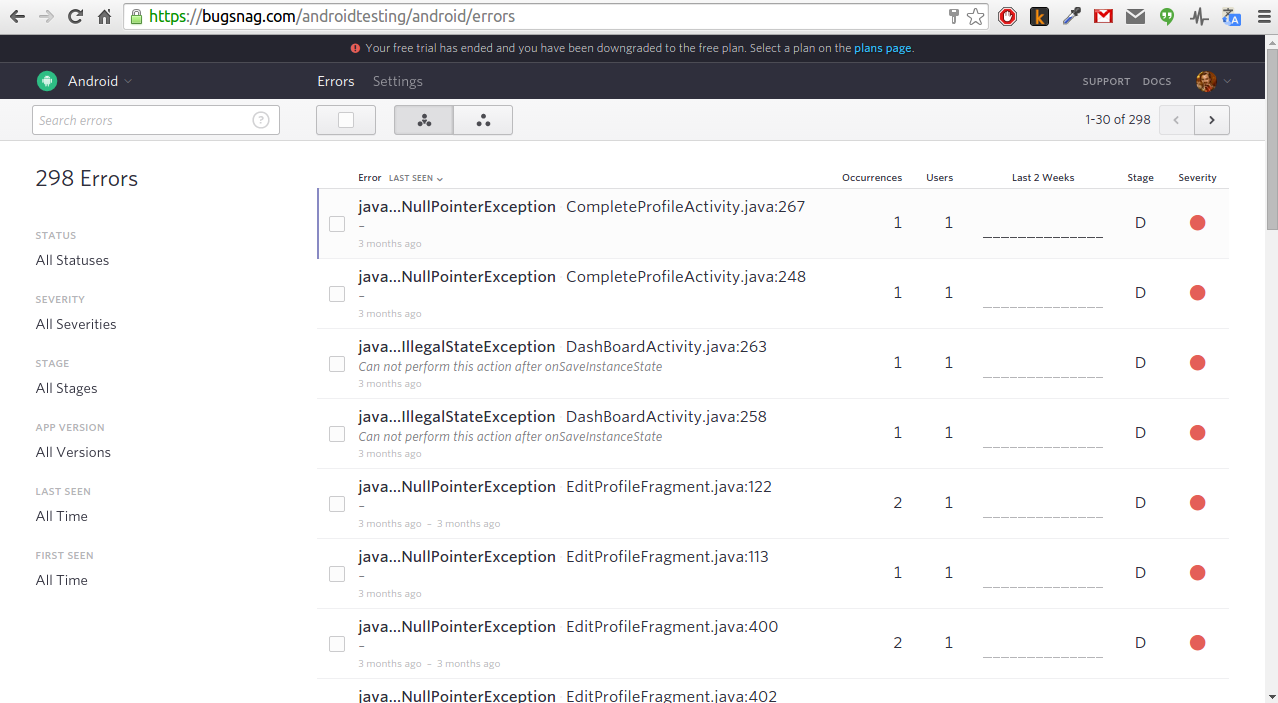 https://bugsnag.com/androidtesting/android/errors
Your free trial has ended and you have been downgraded to the free plan. Select a plan on the plans page.
Android Errors Settings SUPPORT DOCS
Search errors ? 1-30 of 298
298 Errors
STATUS
All Statuses
SEVERITY
All Severities
STAGE
All Stages
APP VERSION
All Versions
LAST SEEN
All Time
FIRST SEEN
All Time
Error LAST SEEN Occurrences Users Last 2 Weeks Stage Severity
java...NullPointerException CompleteProfileActivity.java:267
–
3 months ago
1 1 D
java...NullPointerException CompleteProfileActivity.java:248
–
3 months ago
1 1 D
java...IllegalStateException DashBoardActivity.java:263
Can not perform this action after onSaveInstanceState
3 months ago
1 1 D
java...IllegalStateException DashBoardActivity.java:258
Can not perform this action after onSaveInstanceState
3 months ago
1 1 D
java...NullPointerException EditProfileFragment.java:122
–
3 months ago – 3 months ago
2 1 D
java...NullPointerException EditProfileFragment.java:113
–
3 months ago
1 1 D
java...NullPointerException EditProfileFragment.java:400
–
3 months ago – 3 months ago
2 1 D
java...NullPointerException EditProfileFragment.java:402